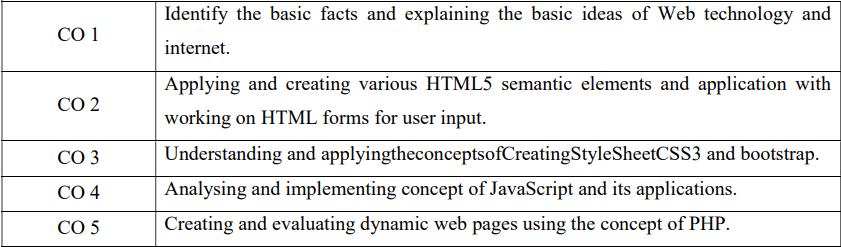 CO 1
Identify the basic facts and explaining the basic ideas of Web technology and
internet.
CO 2
Applying and creating various HTML5 semantic elements and application with
working on HTML forms for user input.
CO 3
Understanding and applyingtheconceptsofCreatingStyleSheetCSS3 and bootstrap.
CO 4
Analysing and implementing concept of JavaScript and its applications.
CO 5
Creating and evaluating dynamic web pages using the concept of PHP.